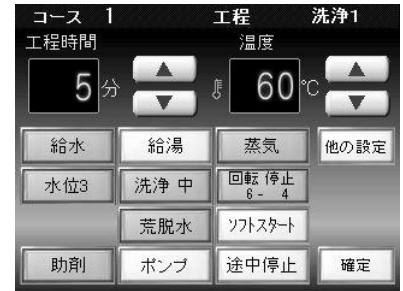 コース 1 工程 洗浄1
工程時間 温度
5分 60℃
給水 給湯 蒸気 他の設定
水位3 洗浄 中 回転 停止
6- 4
荒脱水 ソフトスタート
助剤 ポンプ 途中停止 確定